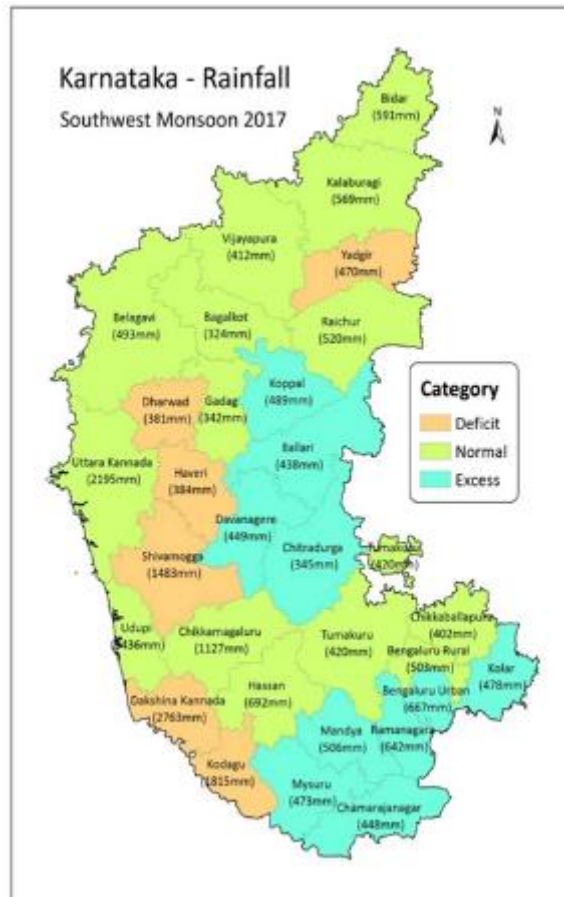 Karnataka - Rainfall
Southwest Monsoon 2017
N
Bidar
(591mm)
Kalaburagi
(569mm)
Vijayapura
(412mm)
Yadgir
(470mm)
Belagavi
(493mm)
Bagalkot
(324mm)
Raichur
(520mm)
Koppal
(489mm)
Dharwad
(381mm)
Gadag
(342mm)
Ballari
(438mm)
Category
Deficit
Normal
Excess
Uttara Kannada
(2195mm)
Haveri
(384mm)
Davanagere
(449mm)
Chitradurga
(345mm)
Shivamogga
(1483mm)
Tumakuru
(420mm)
Udupi
Chikkamagaluru
(1127mm)
Tumakuru
(420mm)
Chikkaballapura
(402mm)
Bengaluru Rural
(503mm)
Kolar
(478mm)
Dakshina Kannada
(2763mm)
Hassan
(692mm)
Bengaluru Urban
(667mm)
Mandya
(506mm)
Ramanagara
(642mm)
Kodagu
(1815mm)
Mysuru
(473mm)
Chamarajanagar
(448mm)